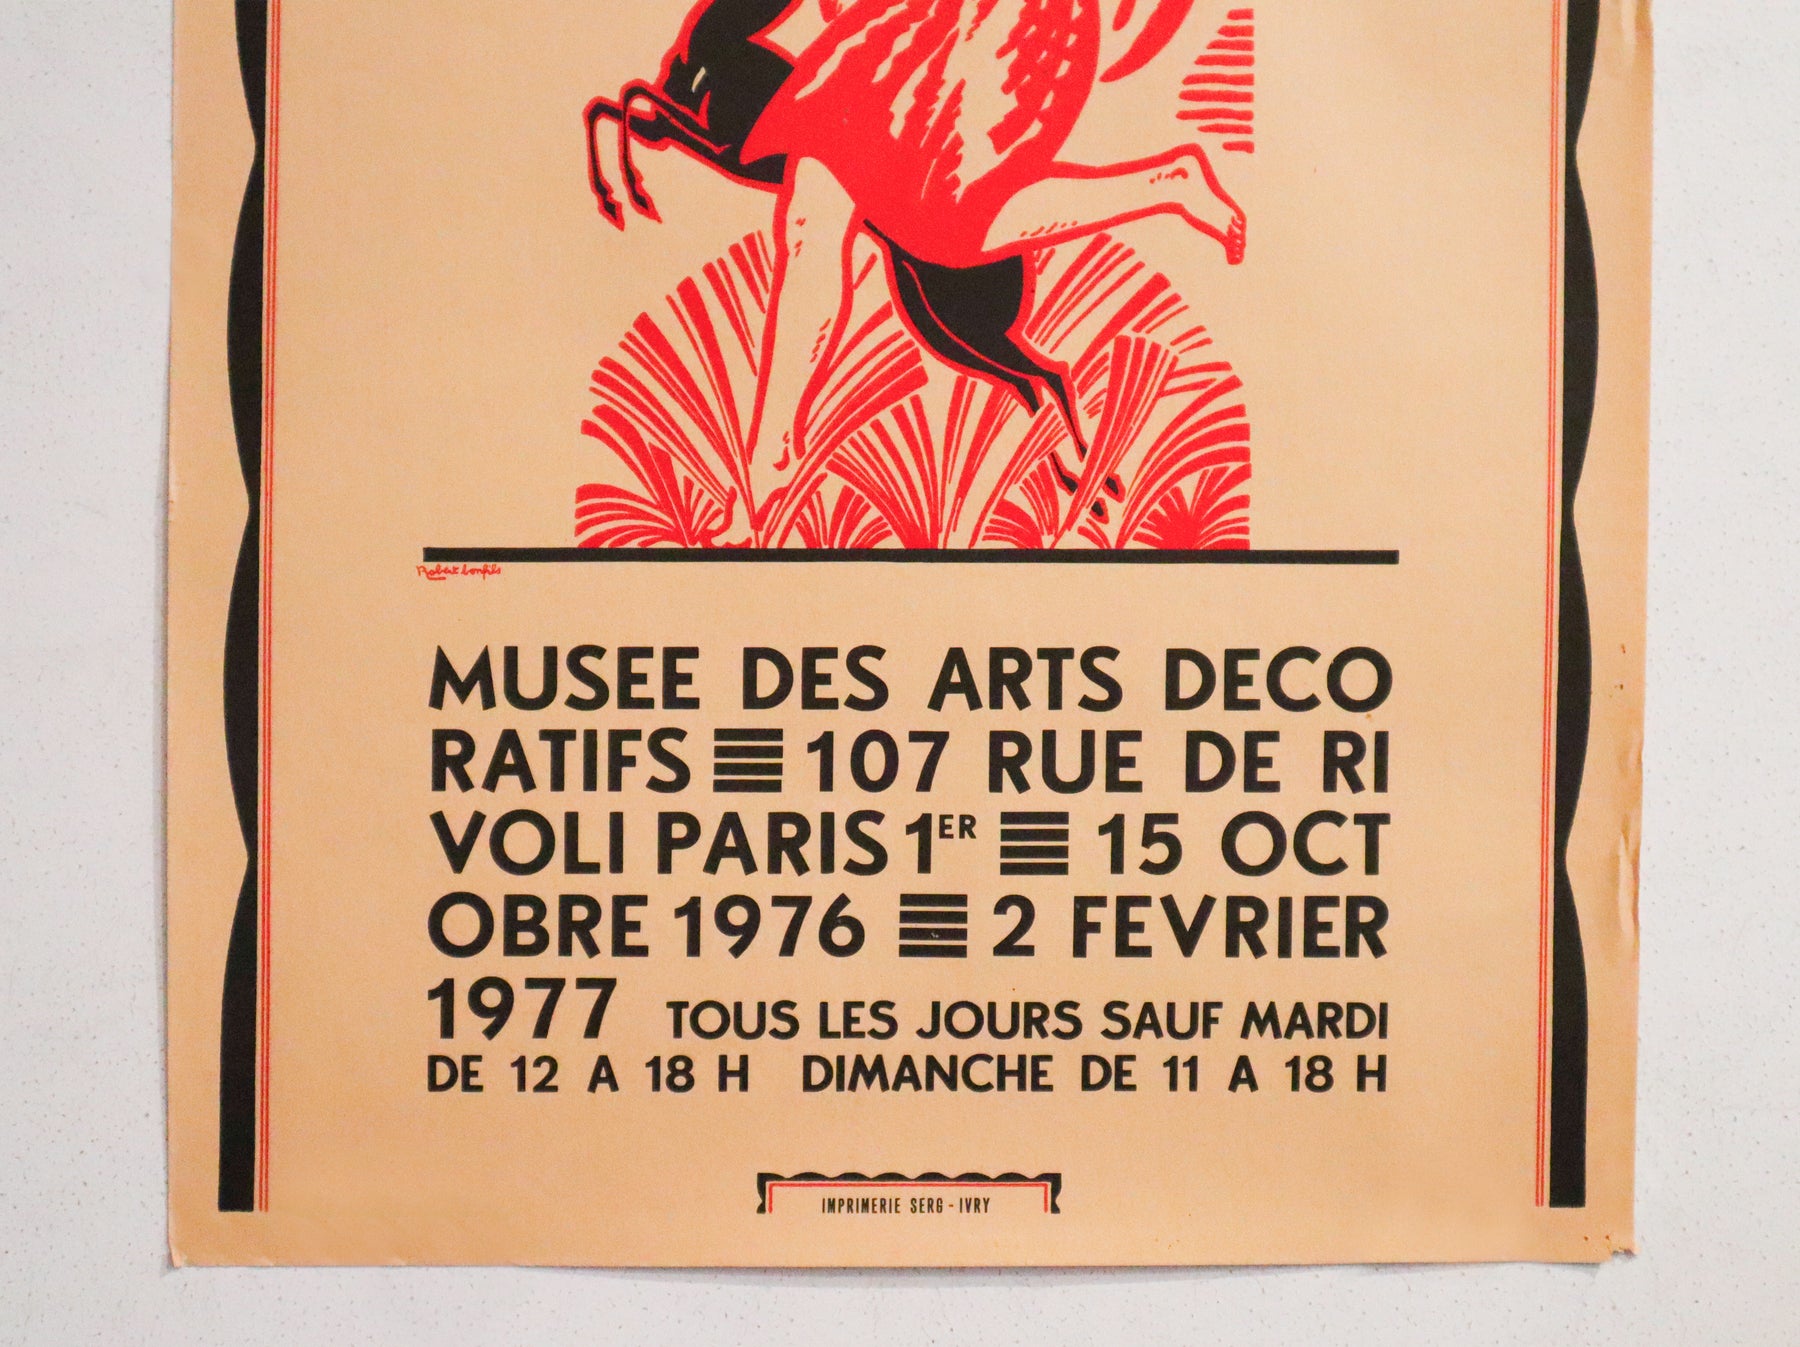 Robert bonfils
MUSEE DES ARTS DECO
RATIFS 107 RUE DE RI
VOLI PARIS 1ER 15 OCT
OBRE 1976 2 FEVRIER
1977 TOUS LES JOURS SAUF MARDI
DE 12 A 18 H DIMANCHE DE 11 A 18 H
IMPRIMERIE SERG - IVRY